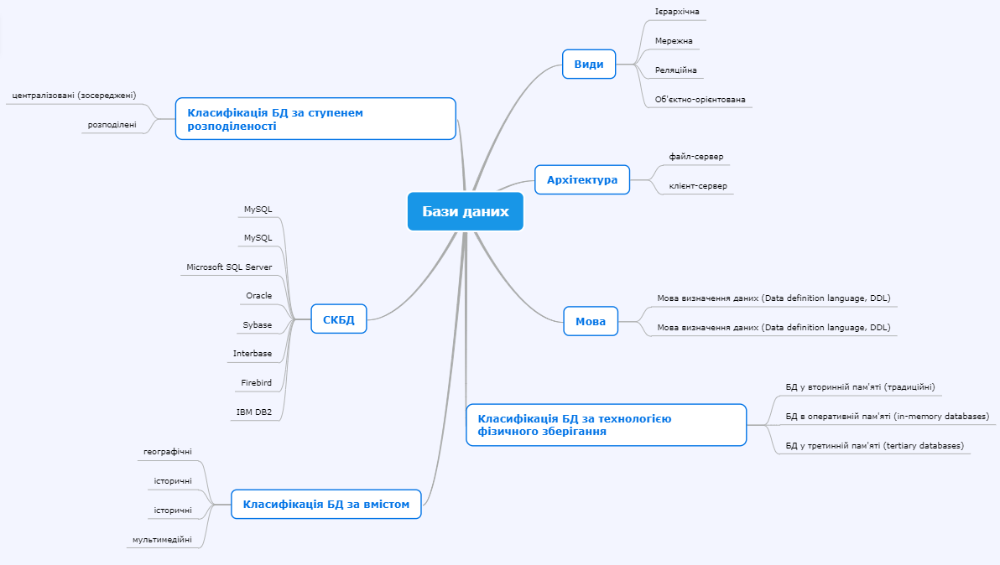 Бази даних
Види
Ієрархічна
Мережна
Реляційна
Об'єктно-орієнтована
Архітектура
файл-сервер
клієнт-сервер
Мова
Мова визначення даних (Data definition language, DDL)
Мова визначення даних (Data definition language, DDL)
Класифікація БД за технологією
фізичного зберігання
БД у вторинній пам'яті (традиційні)
БД в оперативній пам'яті (in-memory databases)
БД у третинній пам'яті (tertiary databases)
Класифікація БД за ступенем
розподіленості
централізовані (зосереджені)
розподілені
СКБД
MySQL
MySQL
Microsoft SQL Server
Oracle
Sybase
Interbase
Firebird
IBM DB2
Класифікація БД за вмістом
географічні
історичні
історичні
мультимедійні